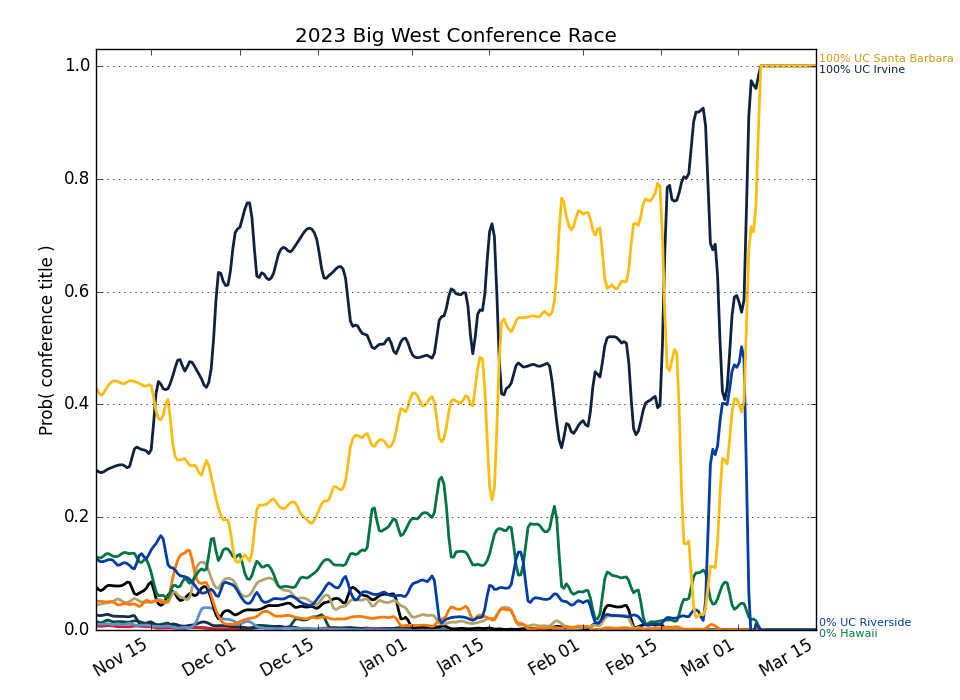 2023 Big West Conference Race
Prob( conference title )
1.0
0.8
0.6
0.4
0.2
0.0
100% UC Santa Barbara
100% UC Irvine
0% UC Riverside
0% Hawaii
Nov 15
Dec 01
Dec 15
Jan 01
Jan 15
Feb 01
Feb 15
Mar 01
Mar 15